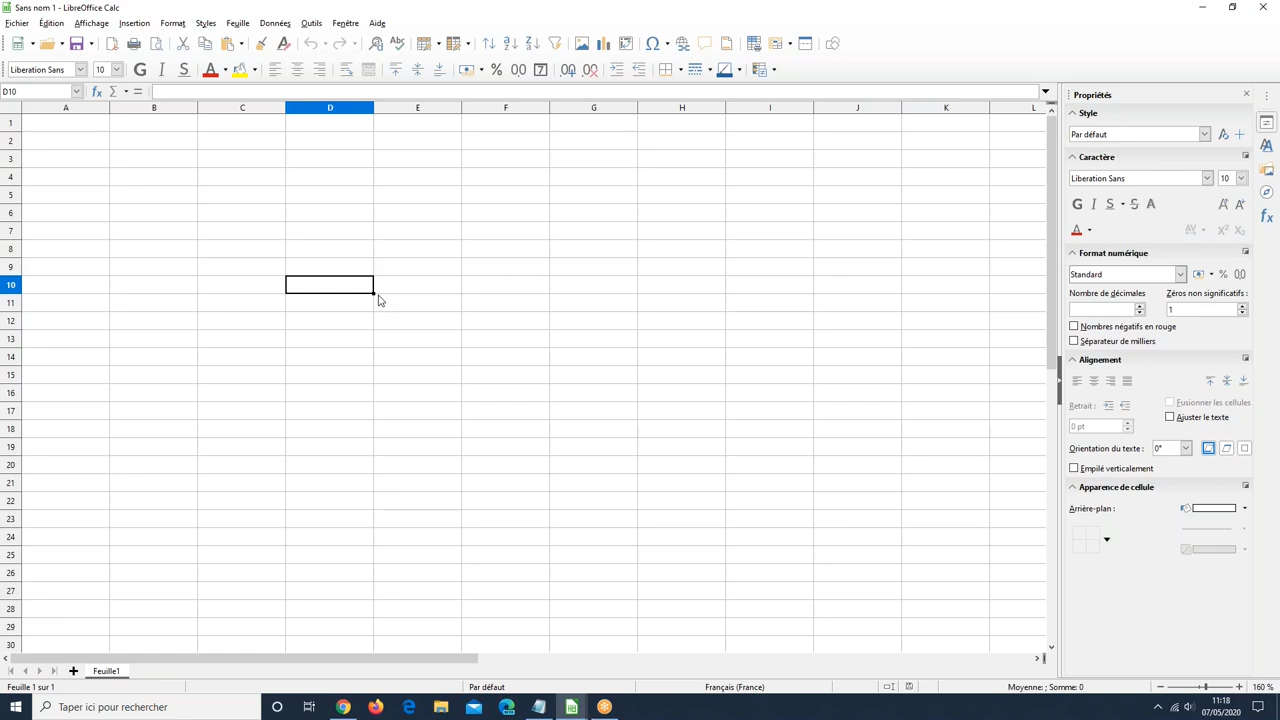 Sans nom 1 - LibreOffice Calc
Fichier Édition Affichage Insertion Format Styles Feuille Données Outils Fenêtre Aide
Liberation Sans 10 G I S
D10
A B C D E F G H I J K L
1
2
3
4
5
6
7
8
9
10
11
12
13
14
15
16
17
18
19
20
21
22
23
24
25
26
27
28
29
30
Propriétés
Style
Par défaut
Caractère
Liberation Sans 10
G I S S A
Format numérique
Standard
Nombre de décimales Zéros non significatifs :
1
Nombres négatifs en rouge
Séparateur de milliers
Alignement
Retrait : Fusionner les cellules
0 pt Ajuster le texte
Orientation du texte : 0°
Empilé verticalement
Apparence de cellule
Arrière-plan :
Feuille1
Feuille 1 sur 1 Par défaut Français (France) Moyenne: ; Somme: 0 160 %
Taper ici pour rechercher
11:18
07/05/2020